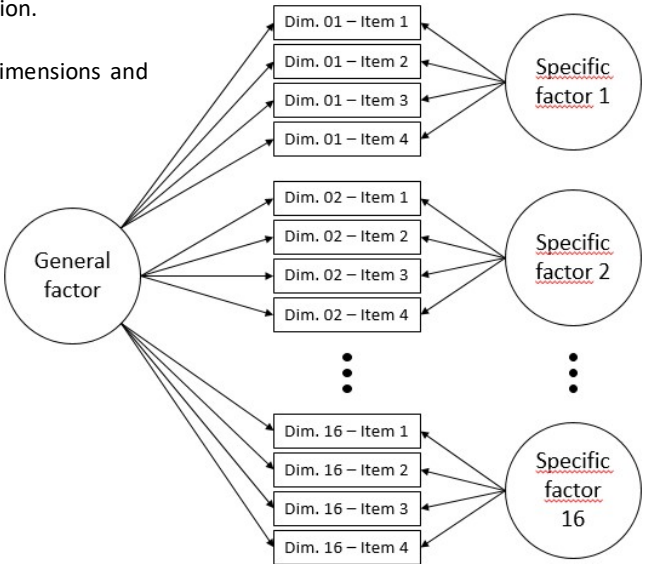 ion.
imensions and
Dim. 01 – Item 1
Dim. 01 – Item 2
Dim. 01 – Item 3
Dim. 01 – Item 4
Specific
factor 1
General
factor
Dim. 02 – Item 1
Dim. 02 – Item 2
Dim. 02 – Item 3
Dim. 02 – Item 4
Specific
factor 2
Dim. 16 – Item 1
Dim. 16 – Item 2
Dim. 16 – Item 3
Dim. 16 – Item 4
Specific
factor
16